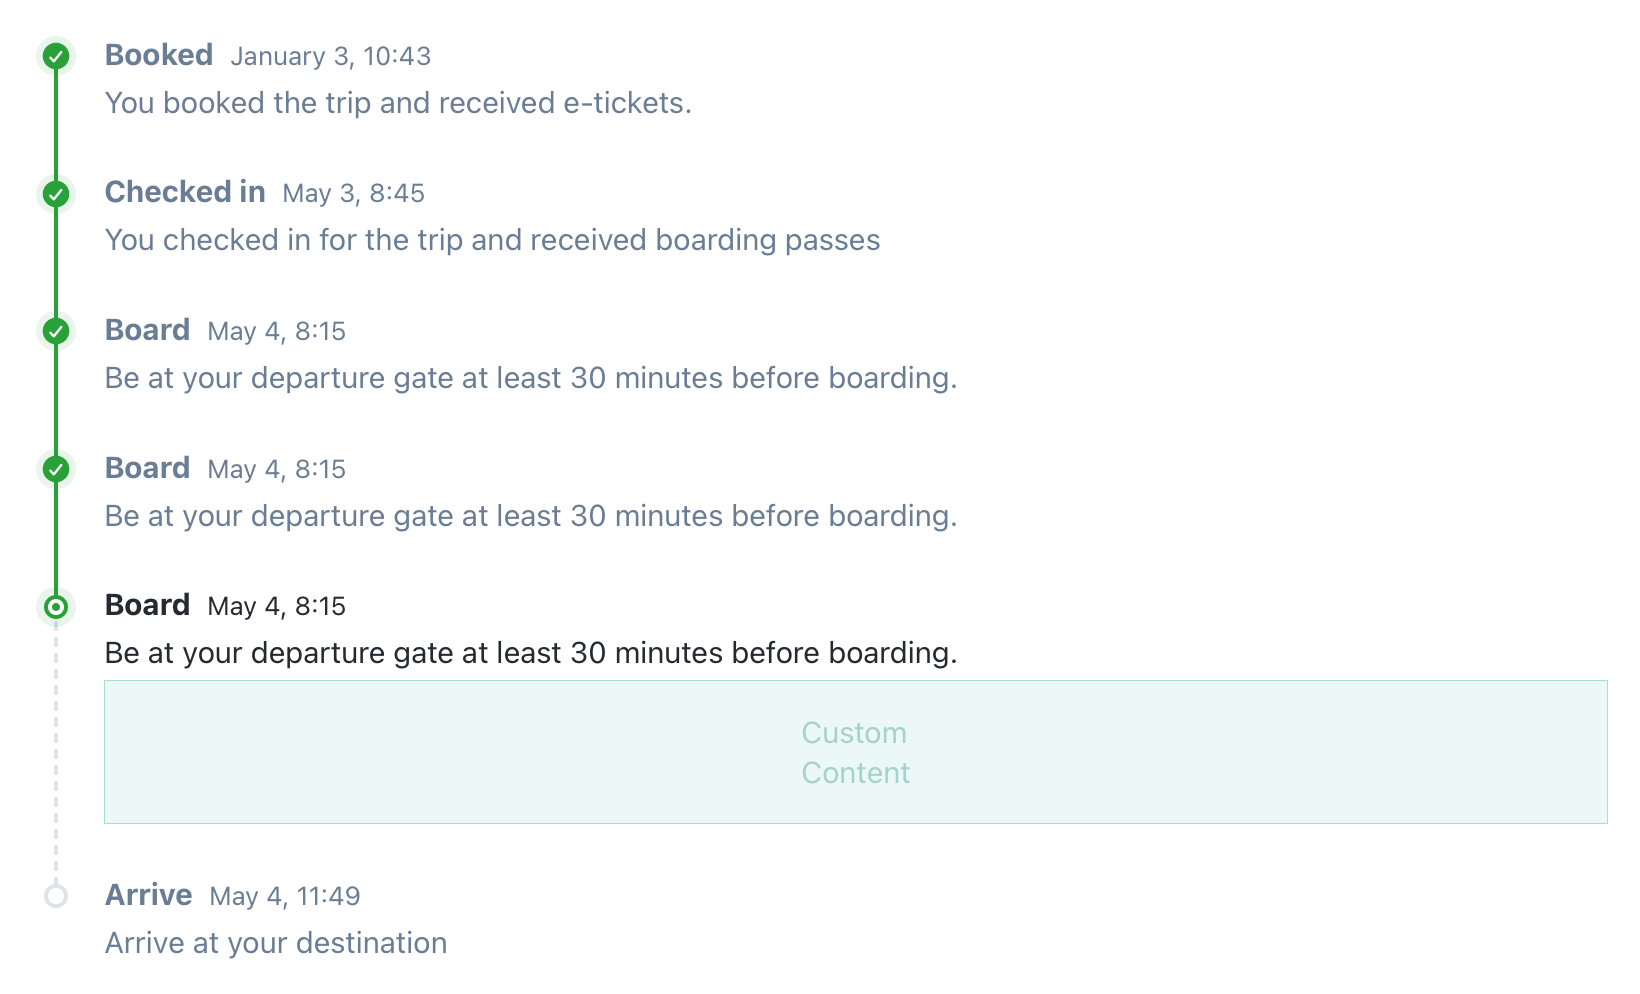 Booked January 3, 10:43
You booked the trip and received e-tickets.
Checked in May 3, 8:45
You checked in for the trip and received boarding passes
Board May 4, 8:15
Be at your departure gate at least 30 minutes before boarding.
Board May 4, 8:15
Be at your departure gate at least 30 minutes before boarding.
Board May 4, 8:15
Be at your departure gate at least 30 minutes before boarding.
Custom
Content
Arrive May 4, 11:49
Arrive at your destination